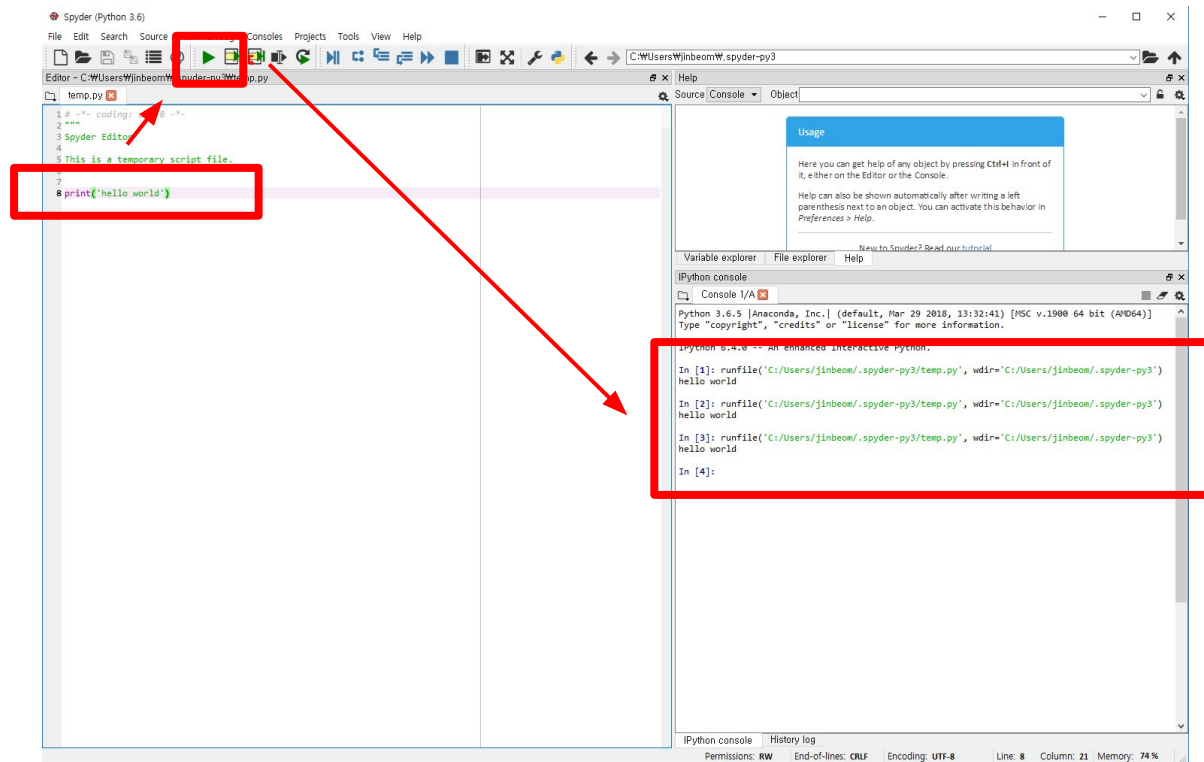 Spyder (Python 3.6)
File Edit Search Source Consoles Projects Tools View Help
C:₩Users₩jinbeom₩.spyder-py3
Editor - C:₩Users₩jinbeom₩.spyder-py3₩temp.py
temp.py
1 # -*- coding: -*-
2 """
3 Spyder Editor
4
5 This is a temporary script file.
7
8 print('hello world')
Help
Source Console Object
Usage
Here you can get help of any object by pressing Ctrl+I in front of
it, either on the Editor or the Console.
Help can also be shown automatically after writing a left
parenthesis next to an object. You can activate this behavior in
Preferences > Help.
New to Spyder? Read our tutorial
Variable explorer File explorer Help
IPython console
Console 1/A
Python 3.6.5 |Anaconda, Inc.| (default, Mar 29 2018, 13:32:41) [MSC v.1900 64 bit (AMD64)]
Type "copyright", "credits" or "license" for more information.
IPython 6.4.0 -- An enhanced Interactive Python.
In [1]: runfile('C:/Users/jinbeom/.spyder-py3/temp.py', wdir='C:/Users/jinbeom/.spyder-py3')
hello world
In [2]: runfile('C:/Users/jinbeom/.spyder-py3/temp.py', wdir='C:/Users/jinbeom/.spyder-py3')
hello world
In [3]: runfile('C:/Users/jinbeom/.spyder-py3/temp.py', wdir='C:/Users/jinbeom/.spyder-py3')
hello world
In [4]:
IPython console History log
Permissions: RW End-of-lines: CRLF Encoding: UTF-8 Line: 8 Column: 21 Memory: 74 %